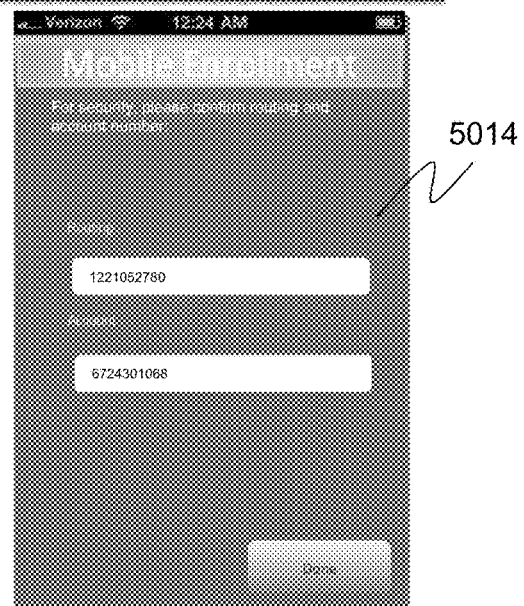 Verizon 12:24 AM
Mobile Enrollment
For security, please confirm routing and
account number
Routing
1221052780
Account
6724301068
Done
5014